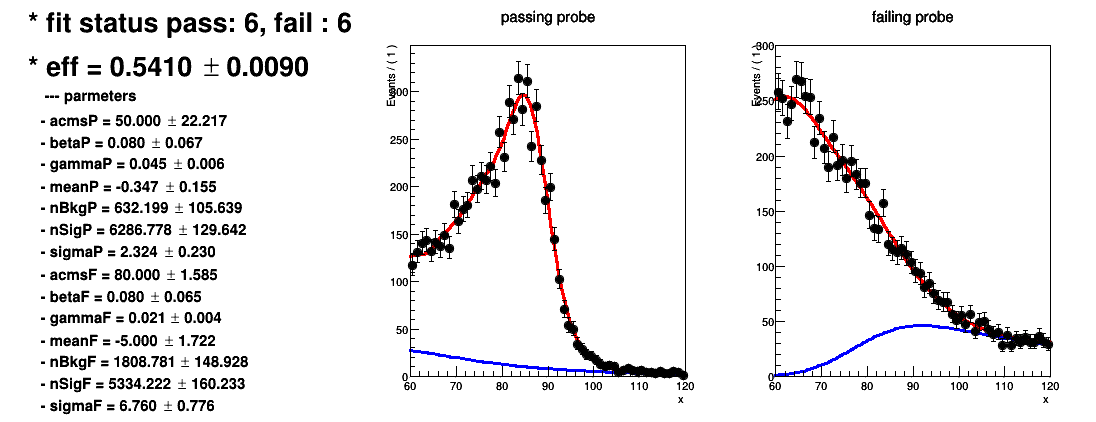 * fit status pass: 6, fail : 6
* eff = 0.5410 ± 0.0090
--- parmeters
- acmsP = 50.000 ± 22.217
- betaP = 0.080 ± 0.067
- gammaP = 0.045 ± 0.006
- meanP = -0.347 ± 0.155
- nBkgP = 632.199 ± 105.639
- nSigP = 6286.778 ± 129.642
- sigmaP = 2.324 ± 0.230
- acmsF = 80.000 ± 1.585
- betaF = 0.080 ± 0.065
- gammaF = 0.021 ± 0.004
- meanF = -5.000 ± 1.722
- nBkgF = 1808.781 ± 148.928
- nSigF = 5334.222 ± 160.233
- sigmaF = 6.760 ± 0.776
passing probe
Events / ( 1 )
300
250
200
150
100
50
0
60 70 80 90 100 110 120
x
failing probe
Events / ( 1 )
300
250
200
150
100
50
0
60 70 80 90 100 110 120
x